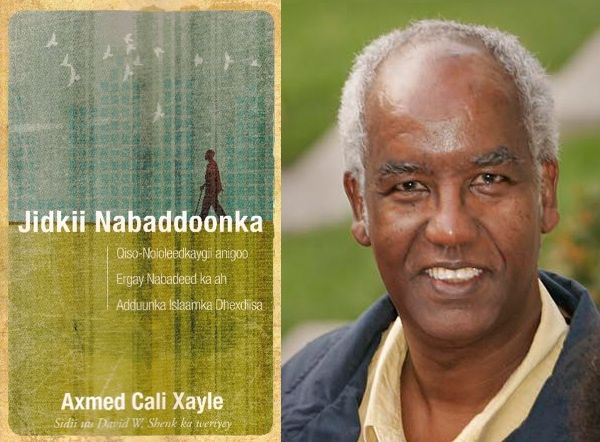 Jidkii Nabaddoonka
Qiso-Nololeedkaygii anigoo
Ergay Nabadeed ka ah
Adduunka Islaamka Dhexdiisa
Axmed Cali Xayle
Sidii uu David W. Shenk ka weriyey